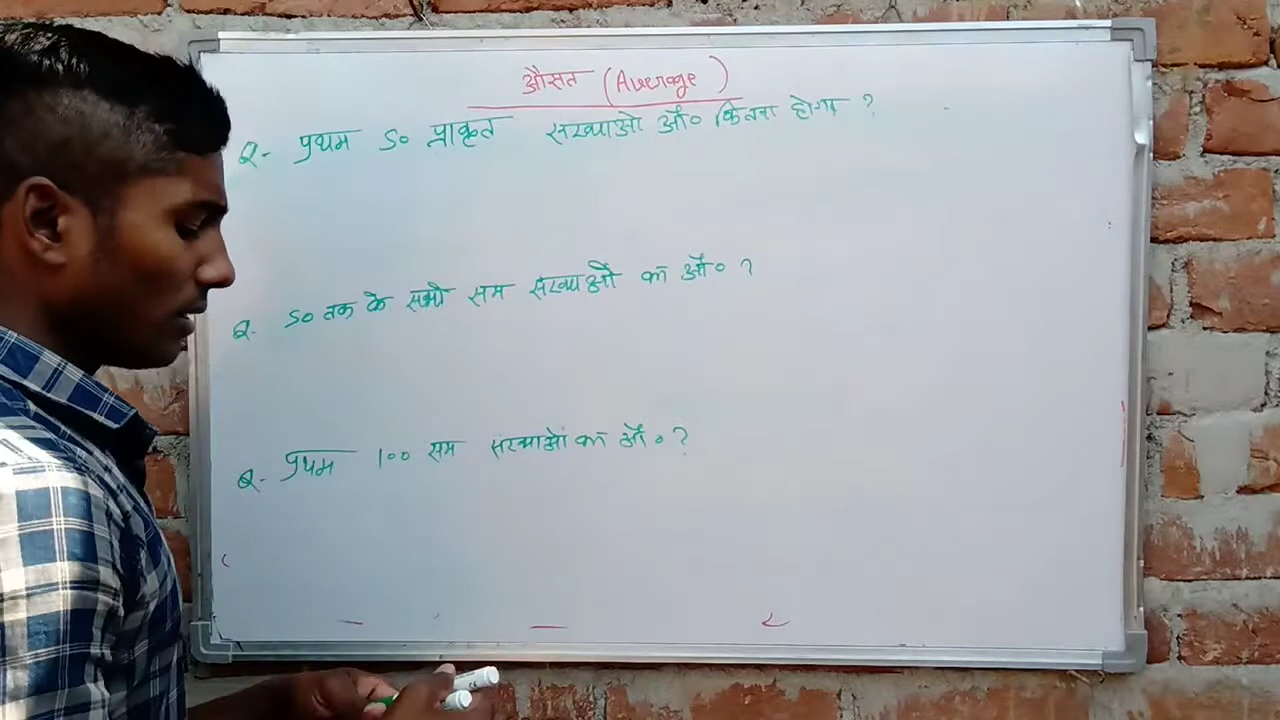 औसत (Average)
Q- प्रथम 50 प्राकृत संख्याओ औ० कितना होगा ?
Q- 50 तक के सभी सम संख्याओं का औ० ?
Q- प्रथम 100 सम संख्याओं का औ० ?